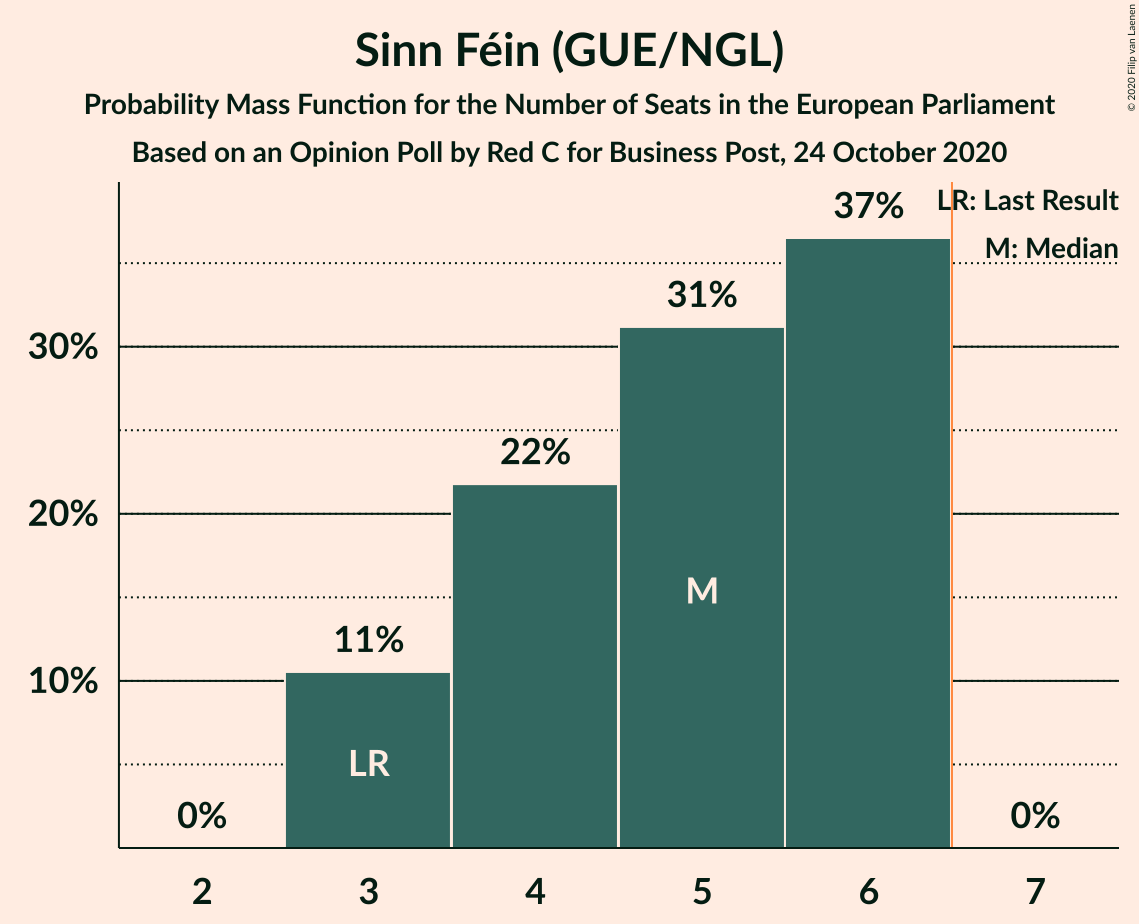 Sinn Féin (GUE/NGL)
Probability Mass Function for the Number of Seats in the European Parliament
Based on an Opinion Poll by Red C for Business Post, 24 October 2020
© 2020 Filip van Laenen
LR: Last Result
M: Median
37%
31%
30%
22%
20%
M
11%
10%
LR
0%
0%
2 3 4 5 6 7